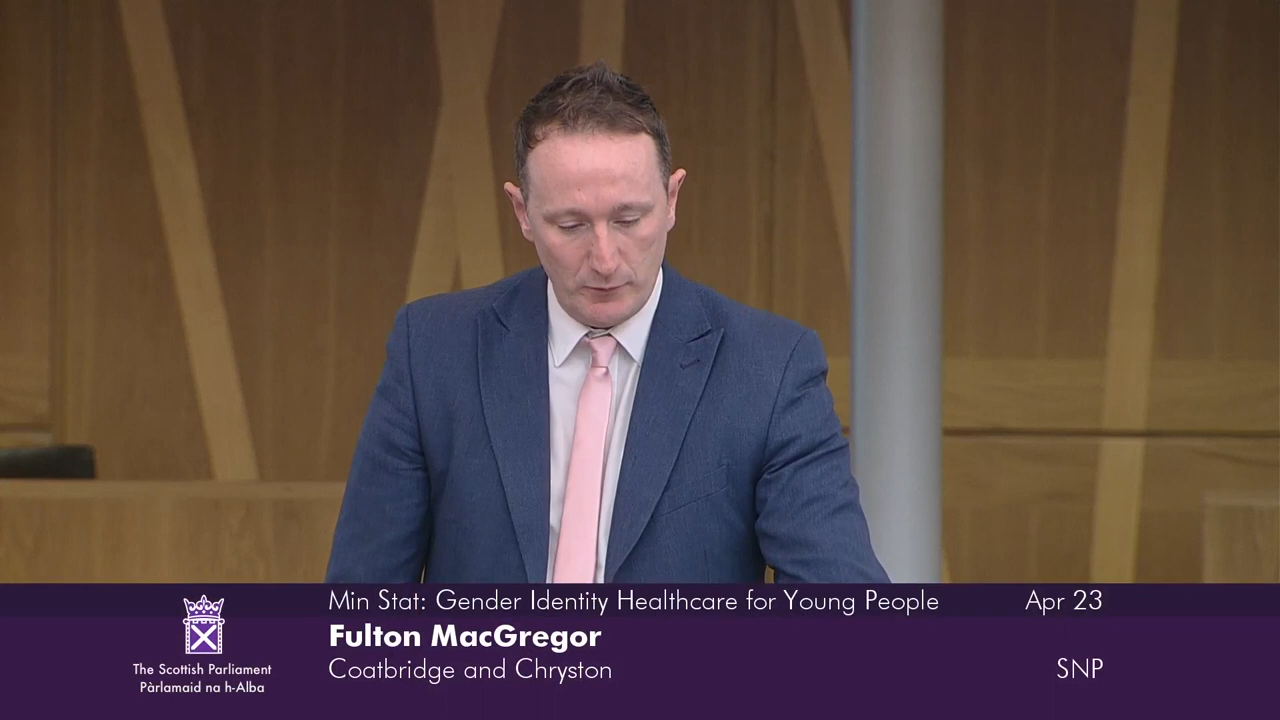 Min Stat: Gender Identity Healthcare for Young People Apr 23
Fulton MacGregor
Coatbridge and Chryston SNP
The Scottish Parliament
Pàrlamaid na h-Alba